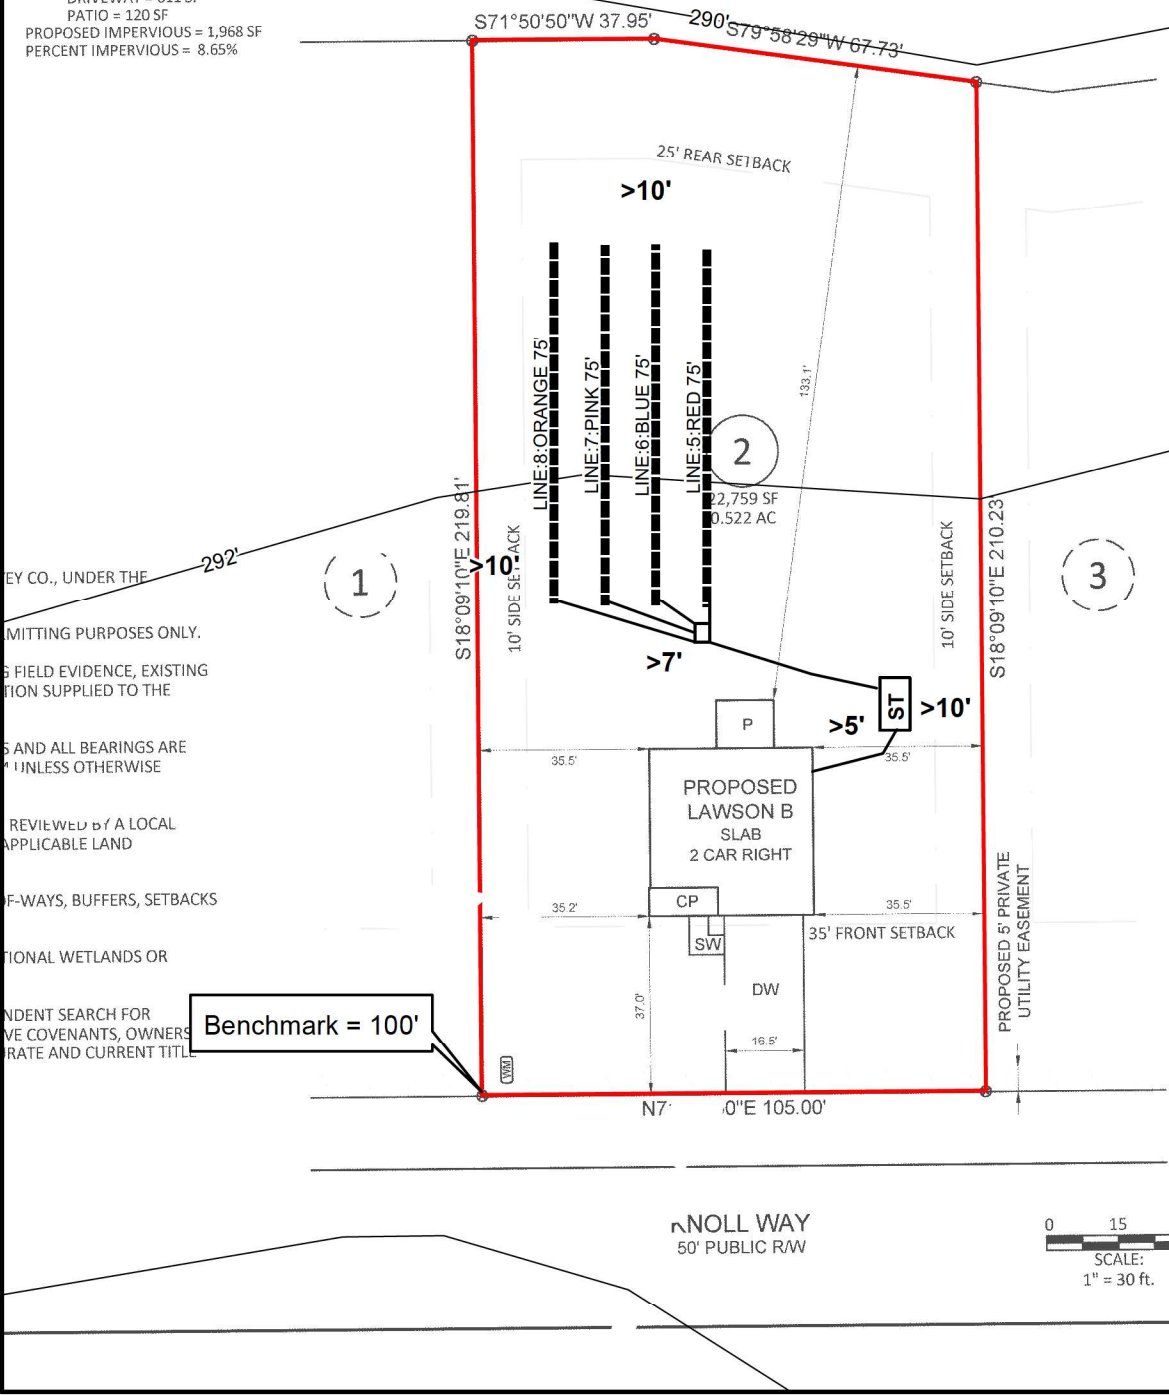 PATIO = 120 SF
PROPOSED IMPERVIOUS = 1,968 SF
PERCENT IMPERVIOUS = 8.65%
S71°50'50"W 37.95'
290'
S79°58'29"W 67.73'
25' REAR SETBACK
>10'
133.1'
LINE:8:ORANGE 75'
LINE:7:PINK 75'
LINE:6:BLUE 75'
LINE:5:RED 75'
2
22,759 SF
0.522 AC
292'
1
3
S18°09'10"E 219.81'
>10'
10' SIDE SETBACK
10' SIDE SETBACK
S18°09'10"E 210.23'
EY CO., UNDER THE
MITTING PURPOSES ONLY.
FIELD EVIDENCE, EXISTING
TION SUPPLIED TO THE
AND ALL BEARINGS ARE
UNLESS OTHERWISE
REVIEWED BY A LOCAL
APPLICABLE LAND
F-WAYS, BUFFERS, SETBACKS
TIONAL WETLANDS OR
NDENT SEARCH FOR
VE COVENANTS, OWNERS
RATE AND CURRENT TITLE
>7'
>5'
ST
>10'
P
35.5'
35.5'
PROPOSED
LAWSON B
SLAB
2 CAR RIGHT
CP
35.2'
35.5'
SW
35' FRONT SETBACK
DW
37.0'
16.5'
PROPOSED 5' PRIVATE
UTILITY EASEMENT
Benchmark = 100'
WM
N7 0"E 105.00'
KNOLL WAY
50' PUBLIC R/W
0 15
SCALE:
1" = 30 ft.